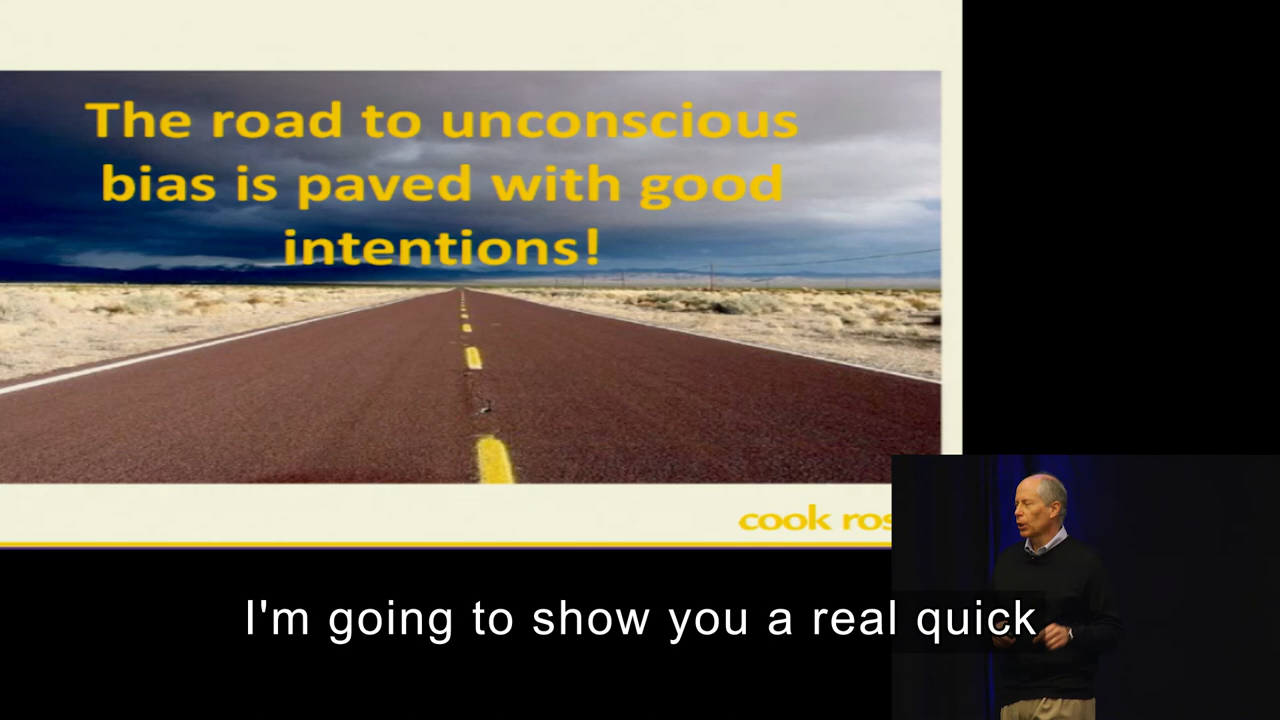 The road to unconscious
bias is paved with good
intentions!
cook ros
I'm going to show you a real quick